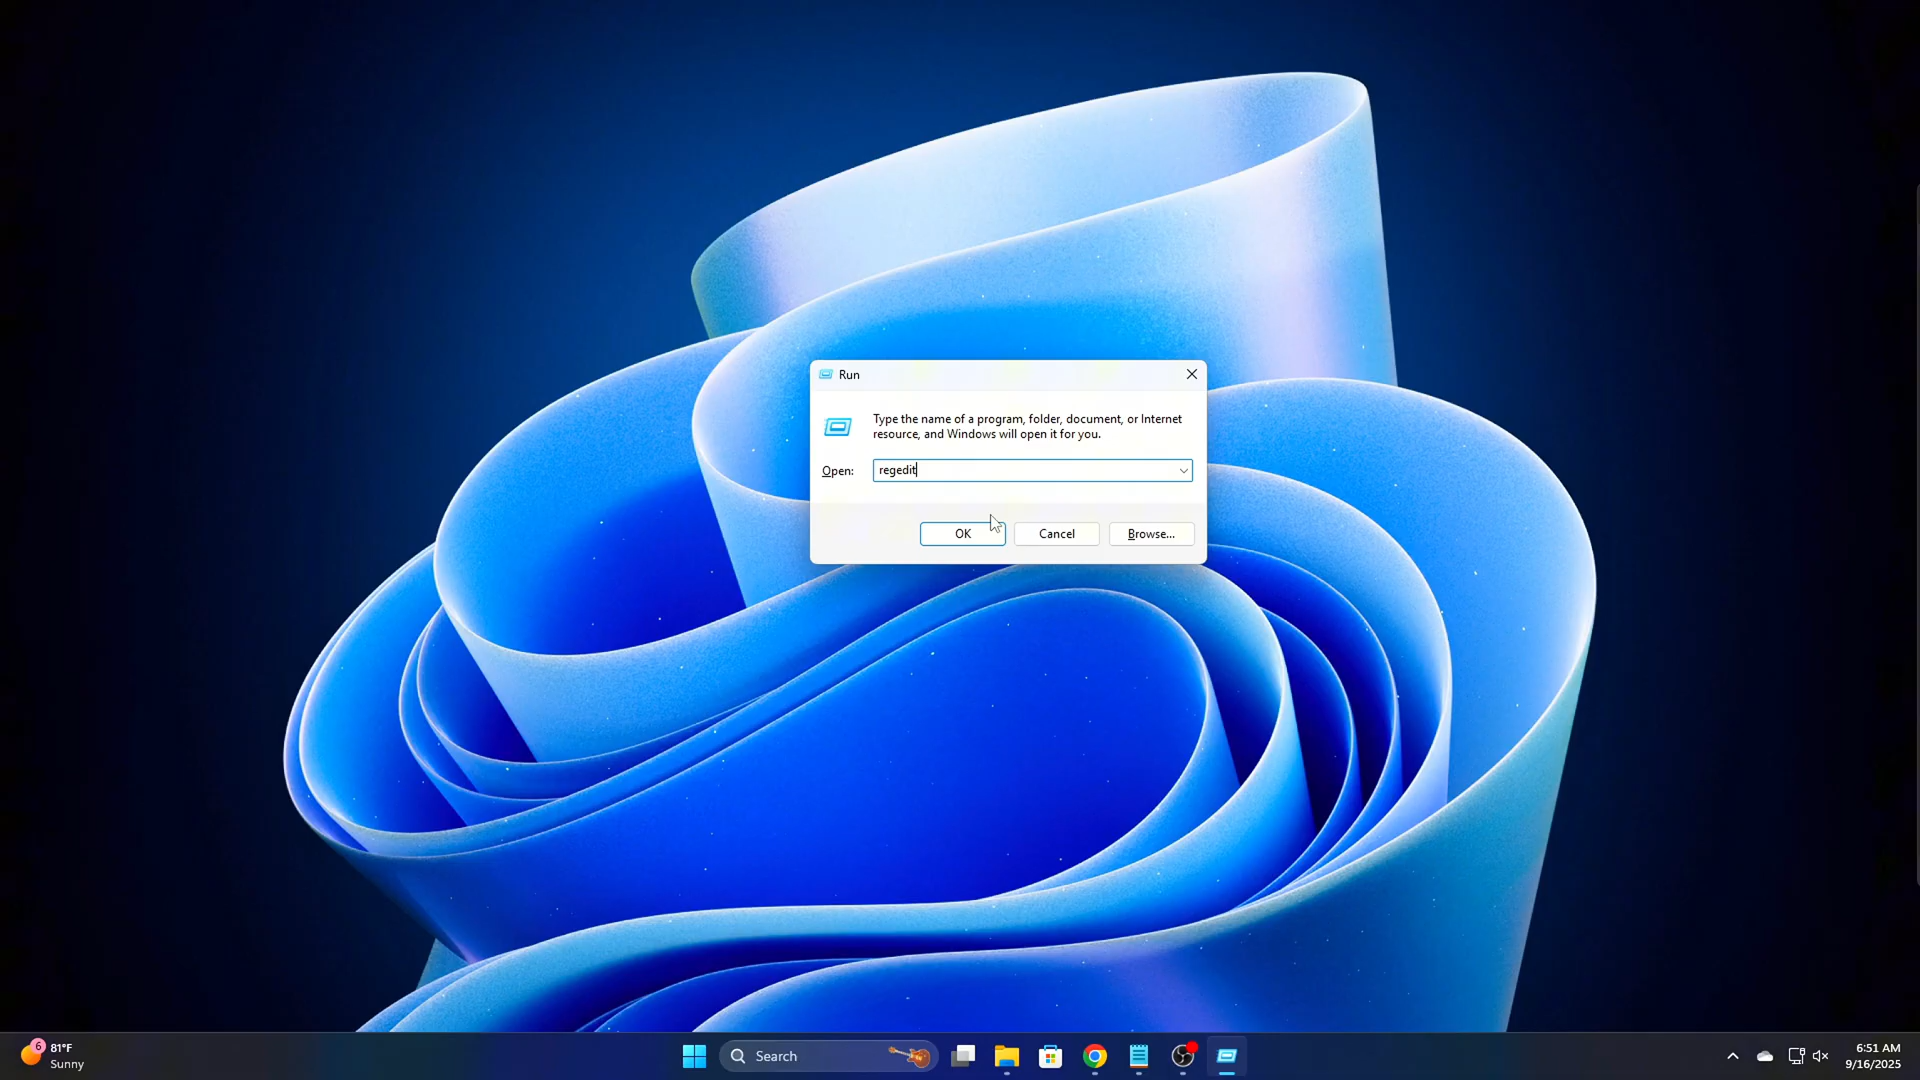 Run
Type the name of a program, folder, document, or Internet
resource, and Windows will open it for you.
Open:
regedit
OK
Cancel
Browse...
6
81°F
Sunny
Search
6:51 AM
9/16/2025